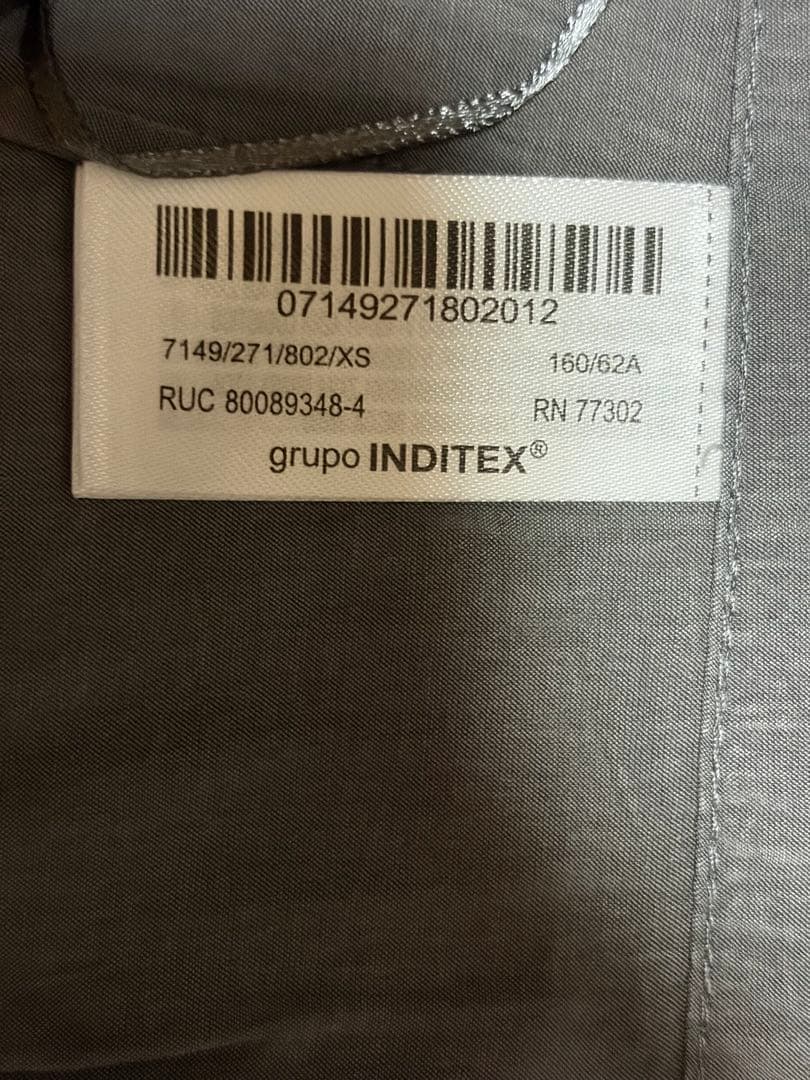 07149271802012
7149/271/802/XS 160/62A
RUC 80089348-4 RN 77302
grupo INDITEX®